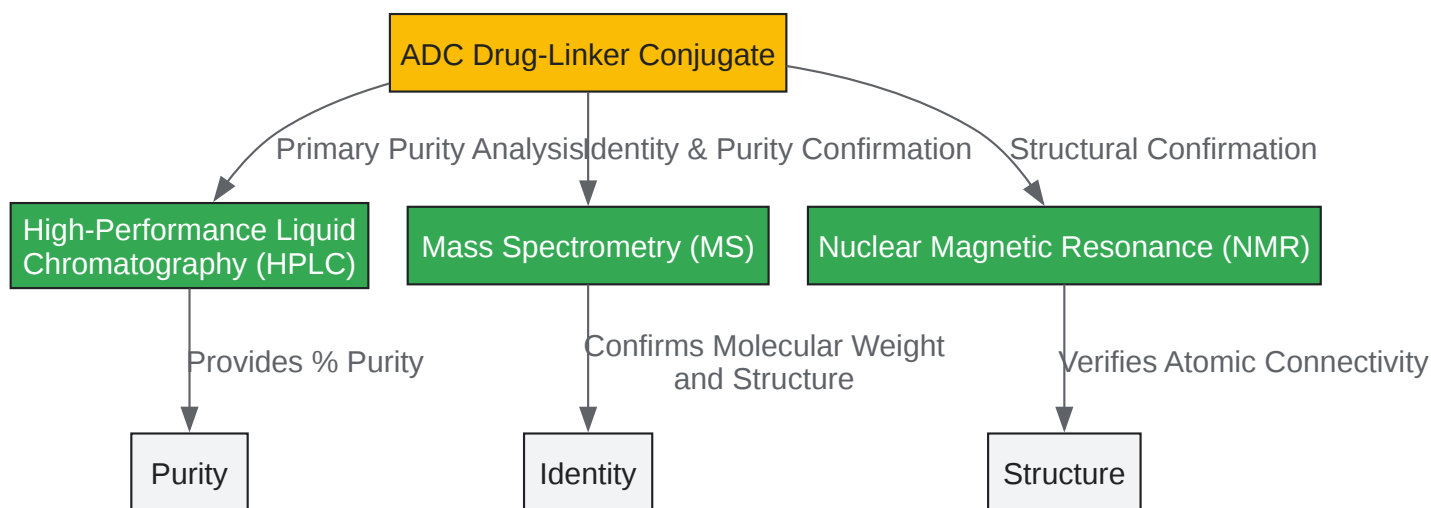 ADC Drug-Linker Conjugate
Primary Purity Analysis
Identity & Purity Confirmation
Structural Confirmation
High-Performance Liquid
Chromatography (HPLC)
Mass Spectrometry (MS)
Nuclear Magnetic Resonance (NMR)
Provides % Purity
Confirms Molecular Weight
and Structure
Verifies Atomic Connectivity
Purity
Identity
Structure